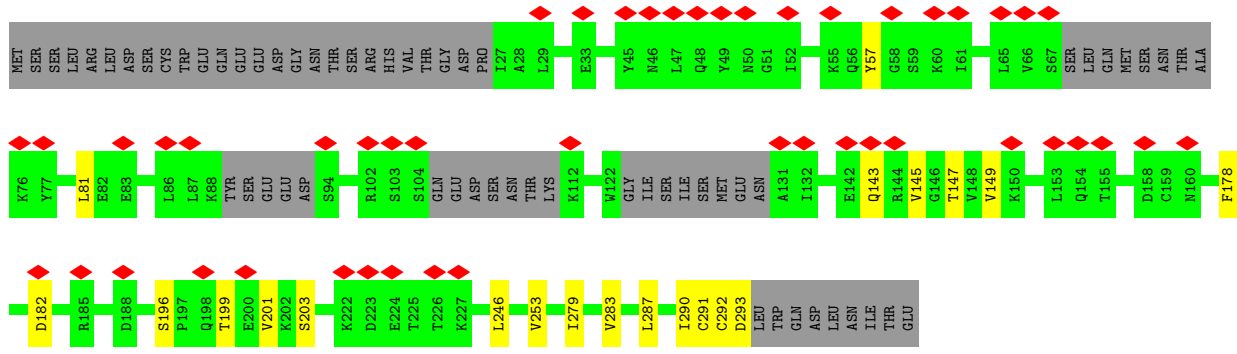 MET SER SER LEU ARG LEU LEU ASP SER CYS TRP GLU GLN GLU GLU GLU ASP GLY ASN THR SER ARG HIS VAL THR GLY ASP PRO I27 A28 L29 E33 Y45 N46 L47 Q48 Y49 N50 G51 I52 K55 Q56 Y57 G58 S59 K60 I61 L65 V66 S67 SER LEU GLN MET SER ASN THR ALA
K76 Y77 L81 E82 E83 L86 L87 K88 TYR SER GLU GLU ASP S94 R102 S103 S104 GLN GLU ASP SER ASN THR LYS K112 W122 GLY ILE SER ILE SER MET GLU ASN A131 I132 E142 Q143 R144 V145 G146 T147 V148 V149 K150 L153 Q154 T155 D158 C159 N160 F178
D182 R185 D188 S196 P197 Q198 T199 E200 V201 K202 S203 K222 D223 E224 T225 T226 K227 L246 V253 I279 V283 L287 I290 C291 C292 D293 LEU TRP GLN ASP LEU ASN ILE THR GLU